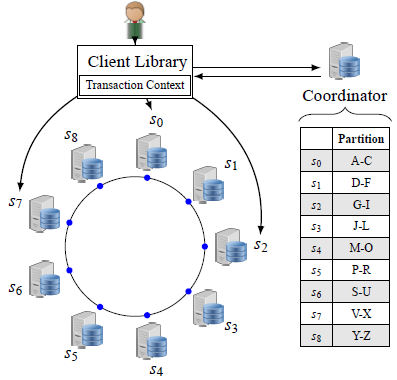 Client Library
Transaction Context
Coordinator
s0
s1
s2
s3
s4
s5
s6
s7
s8
Partition
s0 A-C
s1 D-F
s2 G-I
s3 J-L
s4 M-O
s5 P-R
s6 S-U
s7 V-X
s8 Y-Z